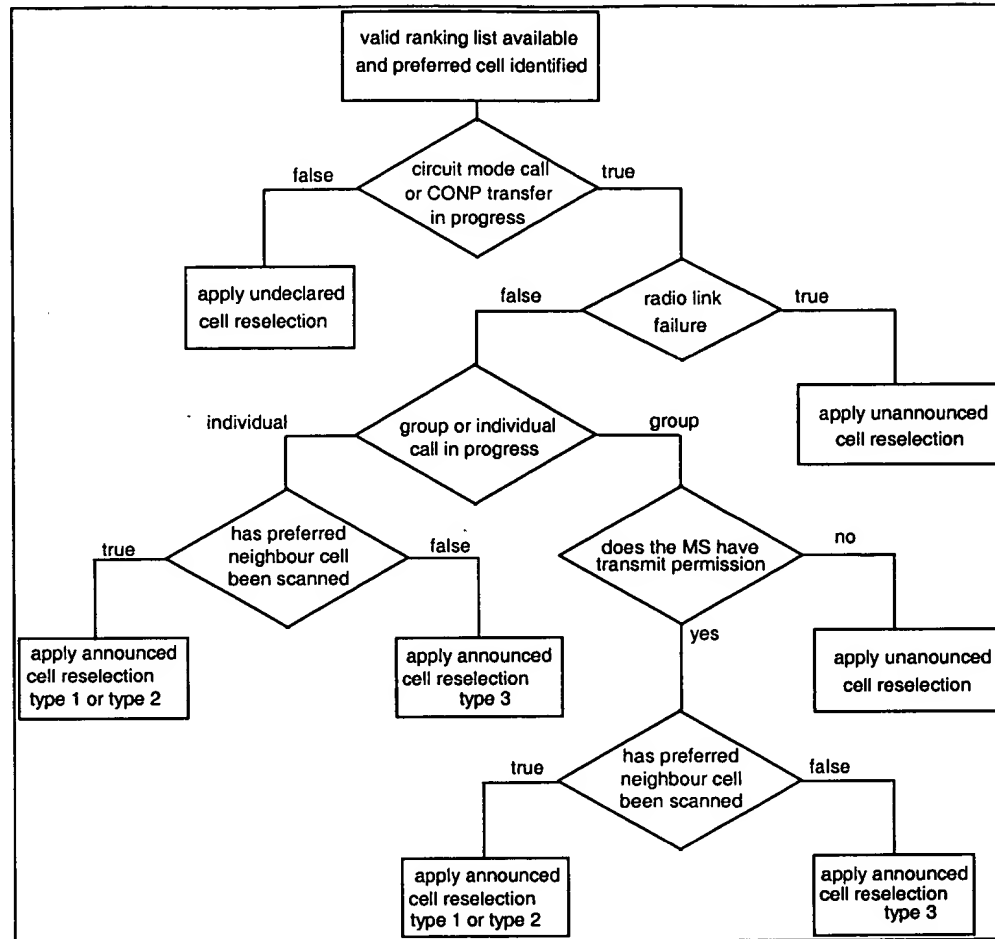 valid ranking list available
and preferred cell identified
false
circuit mode call
or CONP transfer
in progress
true
apply undeclared
cell reselection
false
radio link
failure
true
apply unannounced
cell reselection
individual
group or individual
call in progress
group
true
has preferred
neighbour cell
been scanned
false
does the MS have
transmit permission
no
yes
apply announced
cell reselection
type 1 or type 2
apply announced
cell reselection
type 3
apply unanounced
cell reselection
true
has preferred
neighbour cell
been scanned
false
apply announced
cell reselection
type 1 or type 2
apply announced
cell reselection
type 3